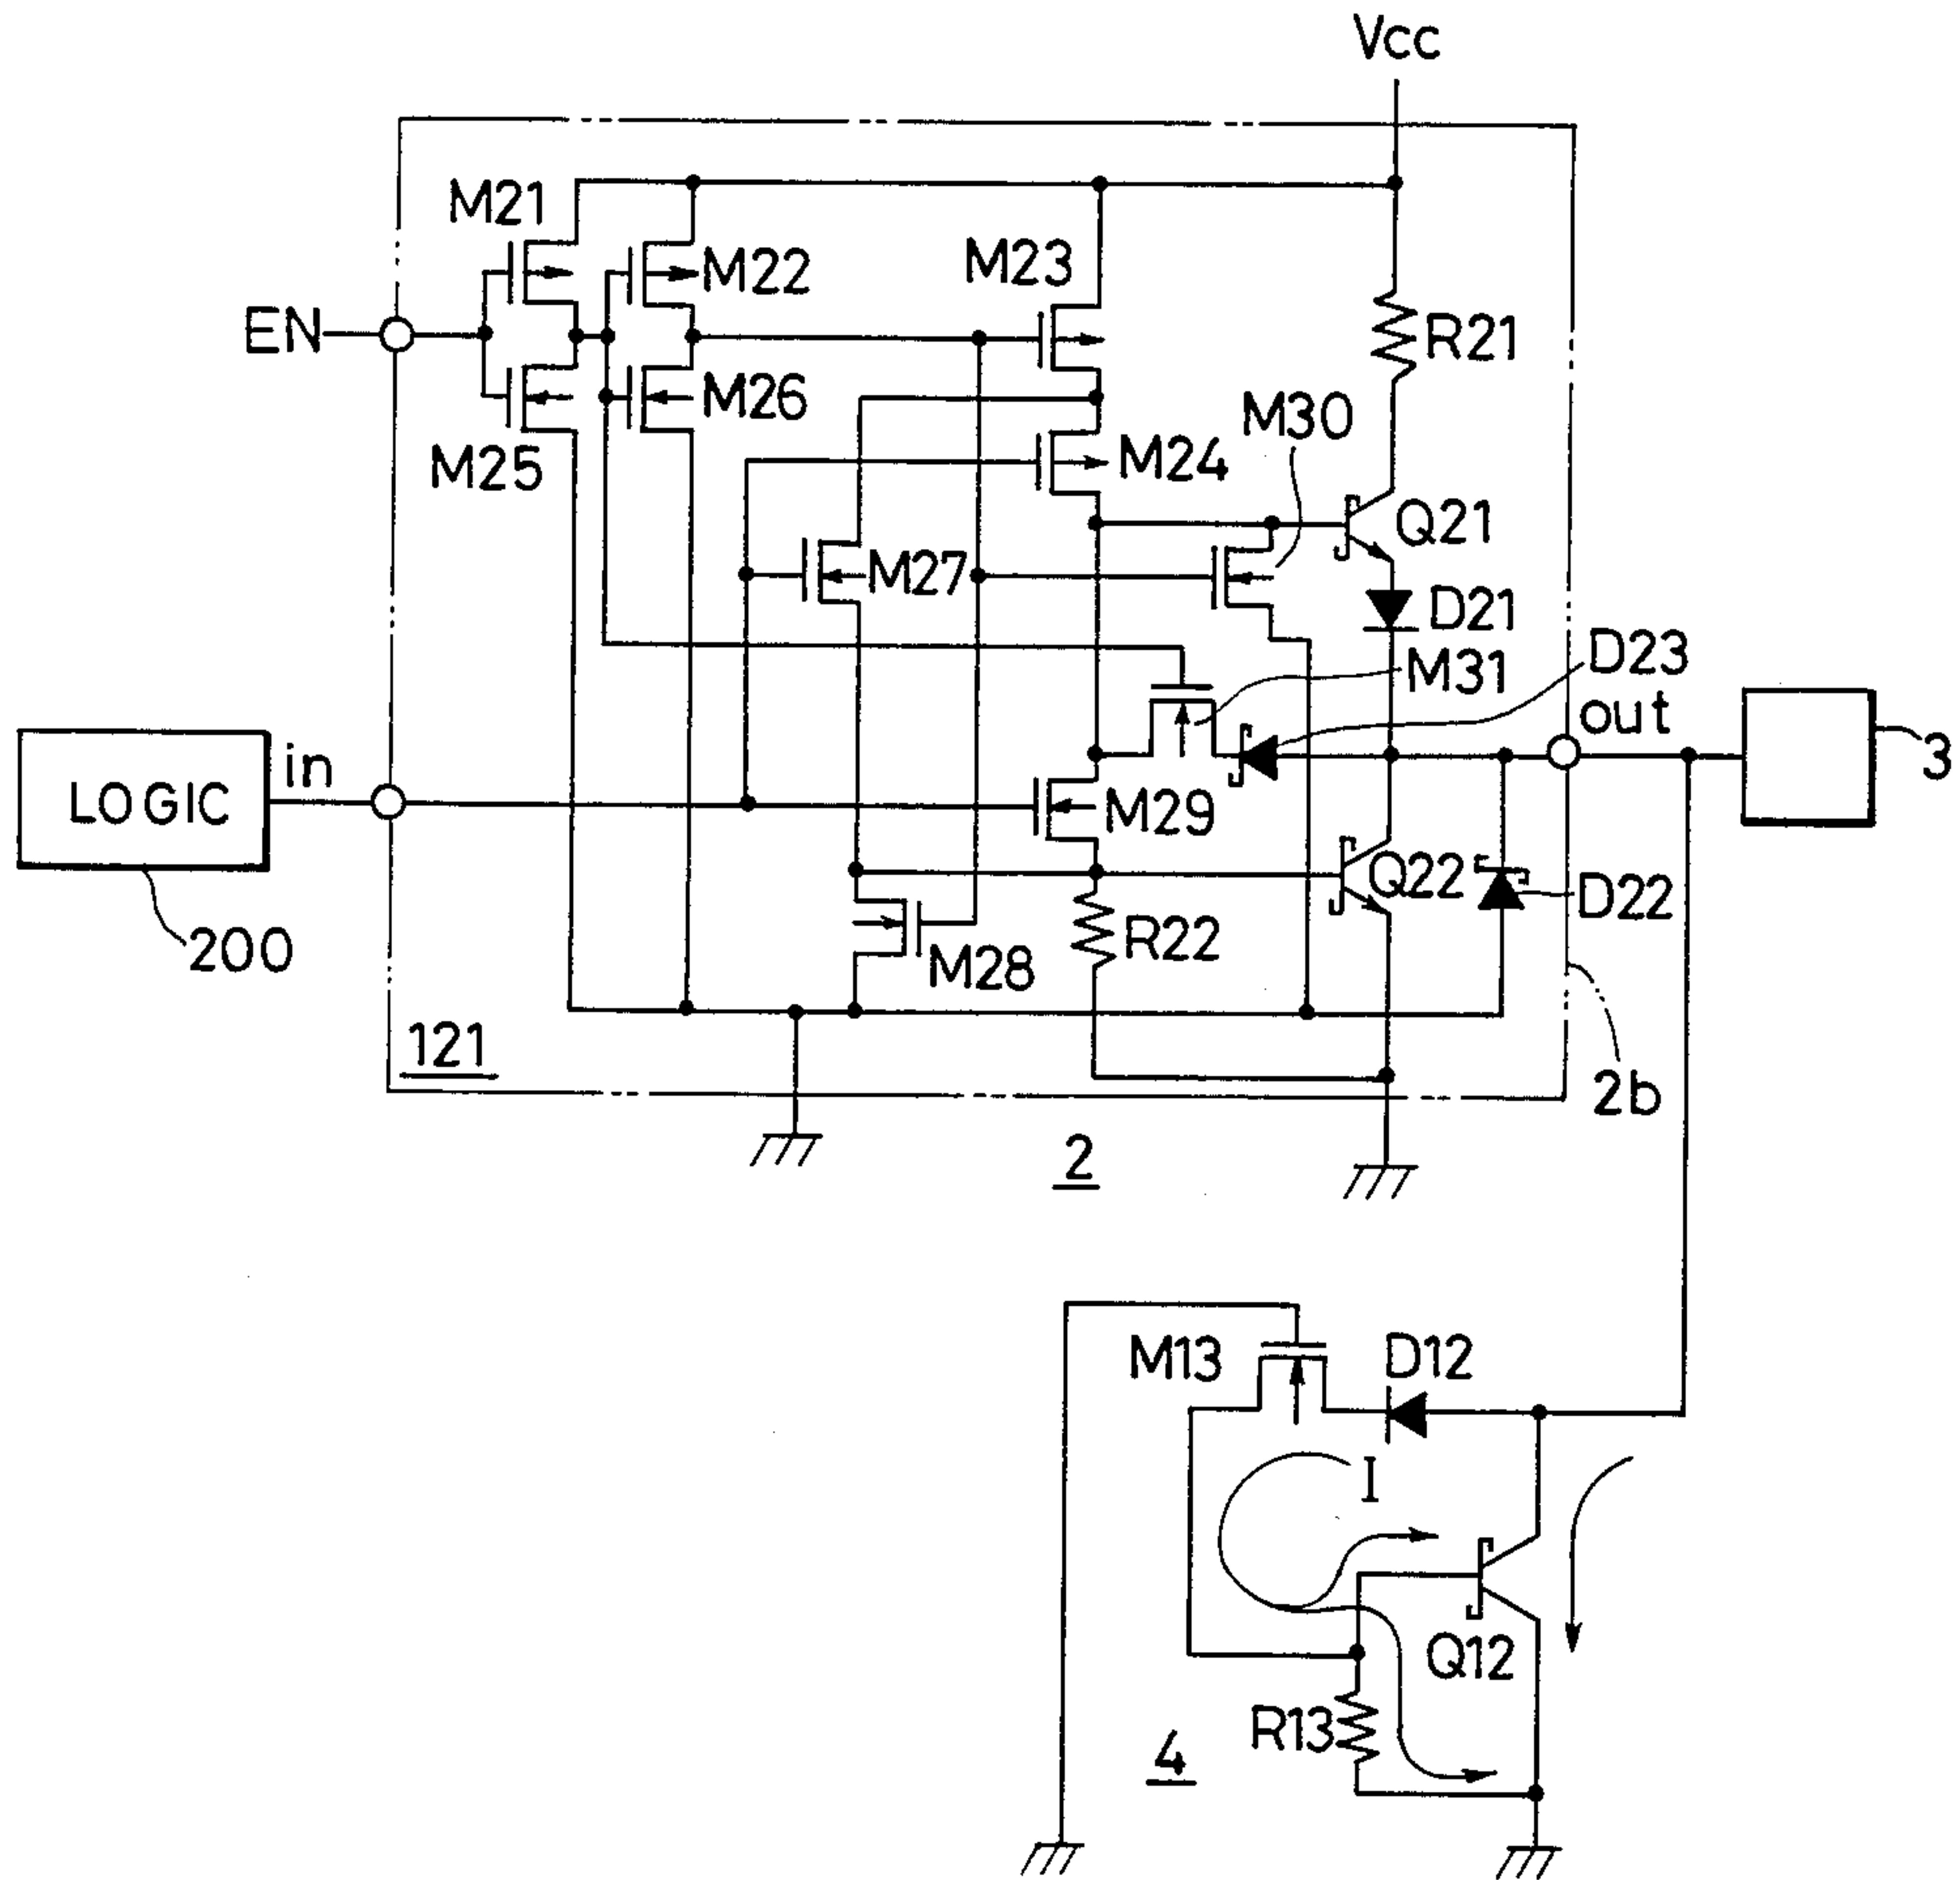 Vcc
M21
M22
M23
R21
EN
M26
M30
M25
M24
Q21
M27
D21
D23
M31
out
in
LOGIC
M29
3
Q22
D22
200
R22
M28
121
2b
2
M13
D12
I
Q12
R13
4